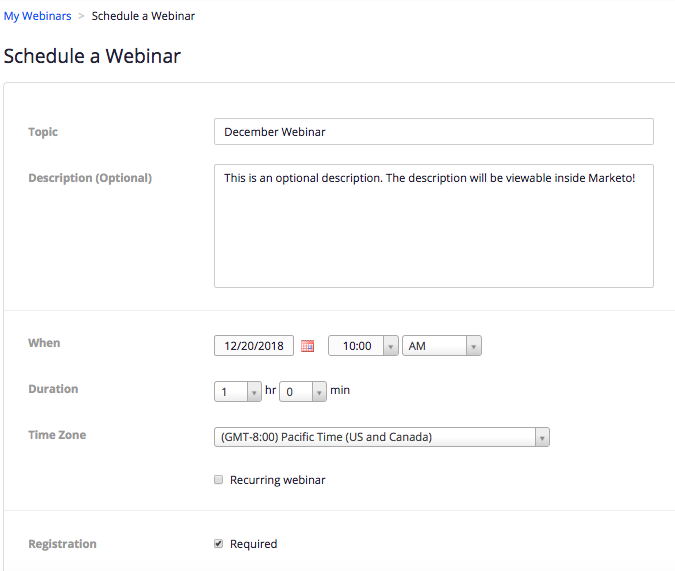 My Webinars > Schedule a Webinar
Schedule a Webinar
Topic December Webinar
Description (Optional) This is an optional description. The description will be viewable inside Marketo!
When 12/20/2018 10:00 AM
Duration 1 hr 0 min
Time Zone (GMT-8:00) Pacific Time (US and Canada)
Recurring webinar
Registration Required